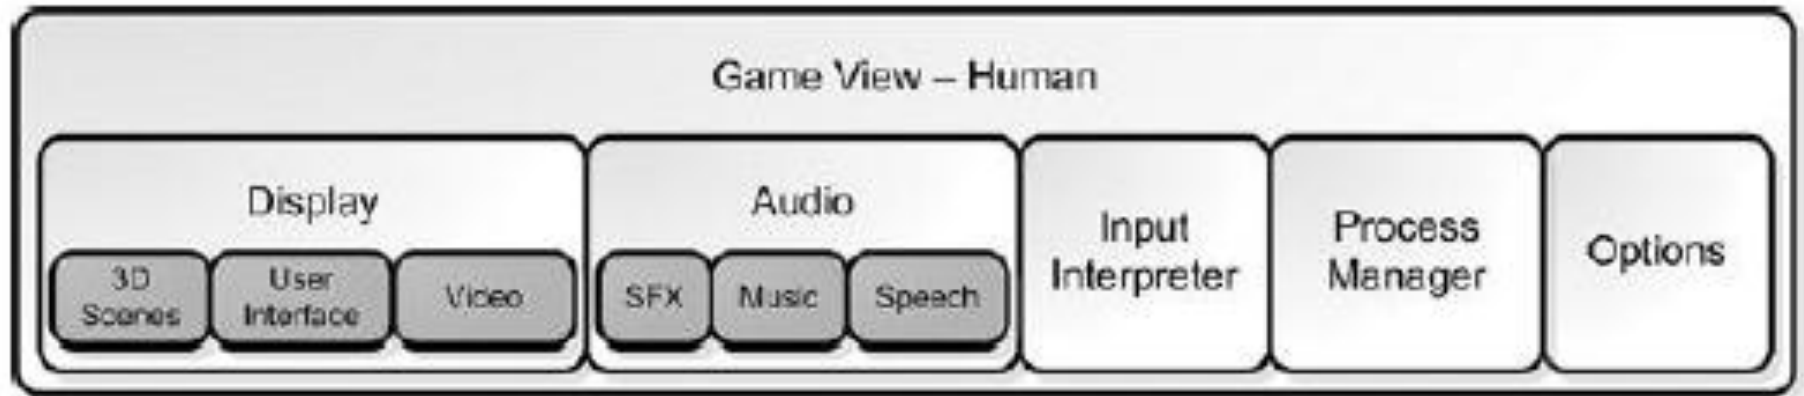 Game View – Human
Display
3D
Scenes
User
Interface
Video
Audio
SFX
Music
Speech
Input
Interpreter
Process
Manager
Options